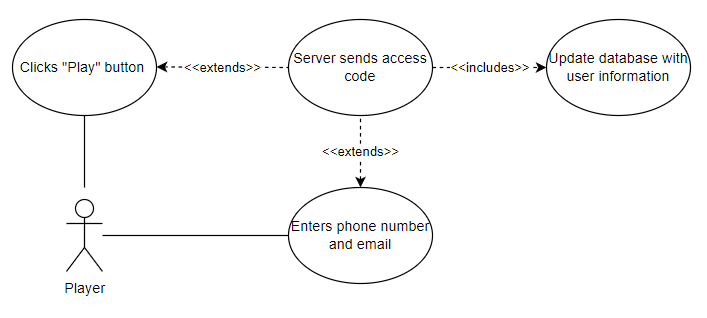 Clicks "Play" button
<<extends>>
Server sends access
code
<<includes>>
Update database with
user information
<<extends>>
Enters phone number
and email
Player